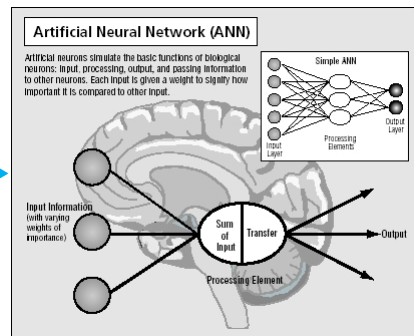 Artificial Neural Network (ANN)
Artificial neurons simulate the basic functions of biological
neurons: input, processing, output, and passing information
to other neurons. Each input is given a weight to signify how
important it is compared to other input.
Simple ANN
Input
Layer
Processing
Elements
Output
Layer
Input Information
(with varying
weights of
importance)
Sum
of
Input
Transfer
Output
Processing Element